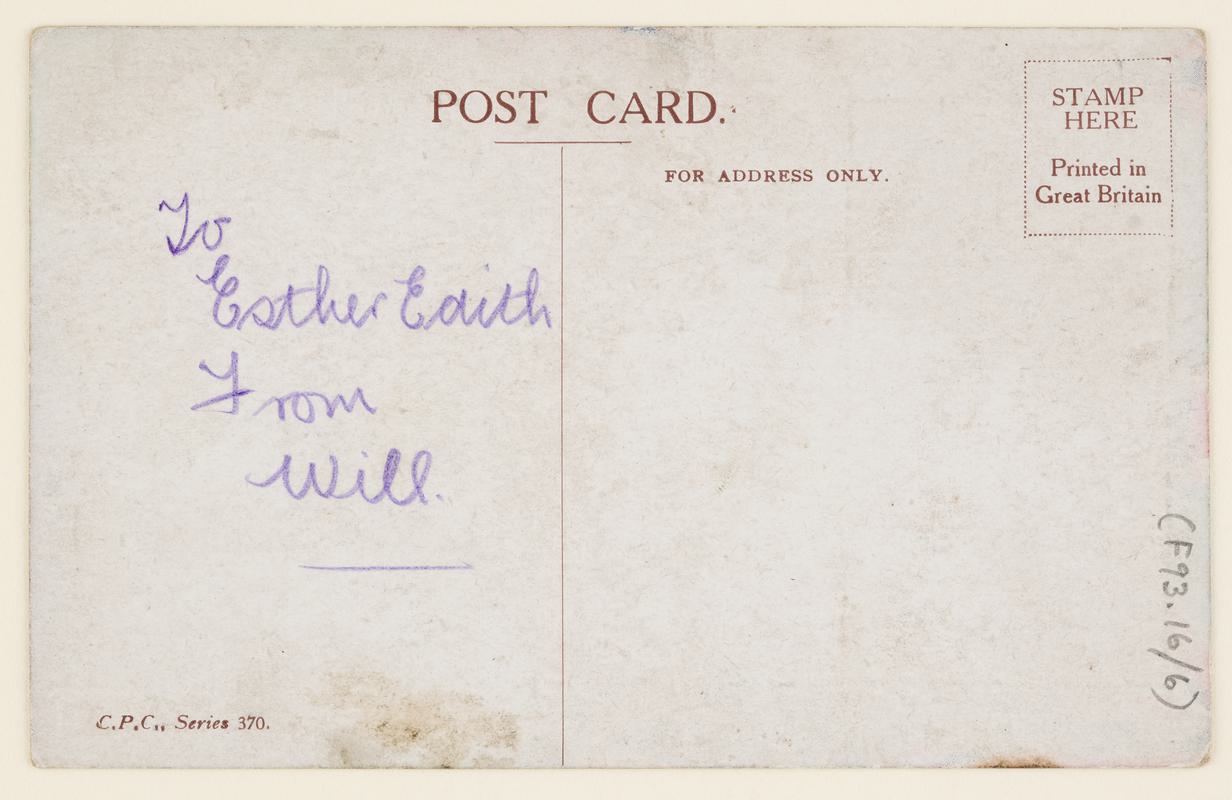 POST CARD.
FOR ADDRESS ONLY.
STAMP
HERE
Printed in
Great Britain
To
Esther Edith
From
Will.
C.P.C., Series 370.
(F93.16/6)